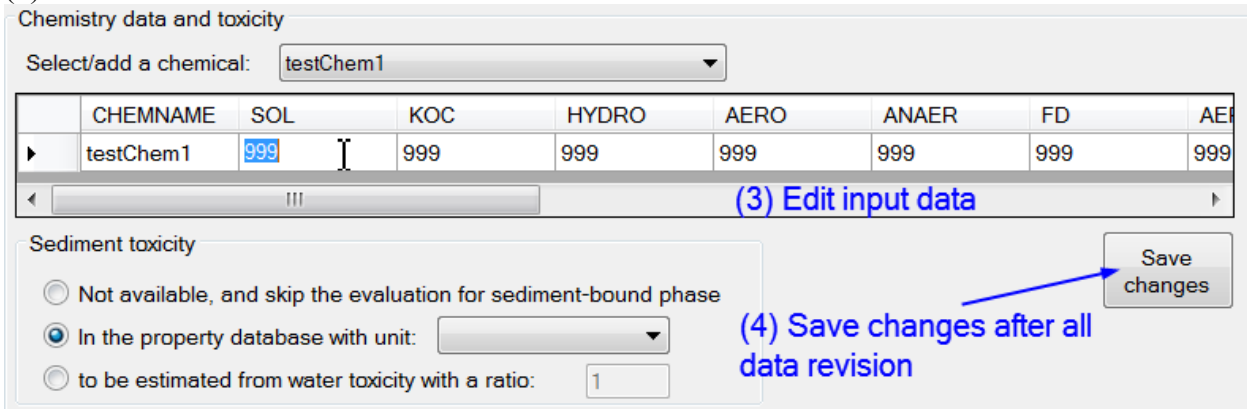 Chemistry data and toxicity
Select/add a chemical: testChem1
CHEMNAME SOL KOC HYDRO AERO ANAER FD
testChem1 999 999 999 999 999 999 999
(3) Edit input data
Sediment toxicity
Save
changes
Not available, and skip the evaluation for sediment-bound phase
In the property database with unit:
(4) Save changes after all
data revision
to be estimated from water toxicity with a ratio: 1